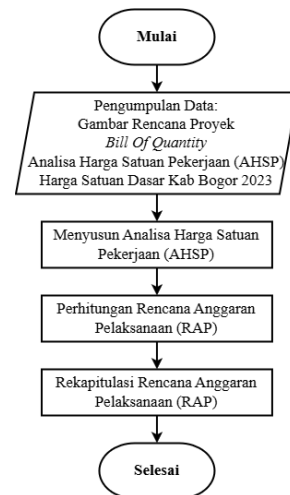 Mulai
Pengumpulan Data:
Gambar Rencana Proyek
Bill Of Quantity
Analisa Harga Satuan Pekerjaan (AHSP)
Harga Satuan Dasar Kab Bogor 2023
Menyusun Analisa Harga Satuan
Pekerjaan (AHSP)
Perhitungan Rencana Anggaran
Pelaksanaan (RAP)
Rekapitulasi Rencana Anggaran
Pelaksanaan (RAP)
Selesai